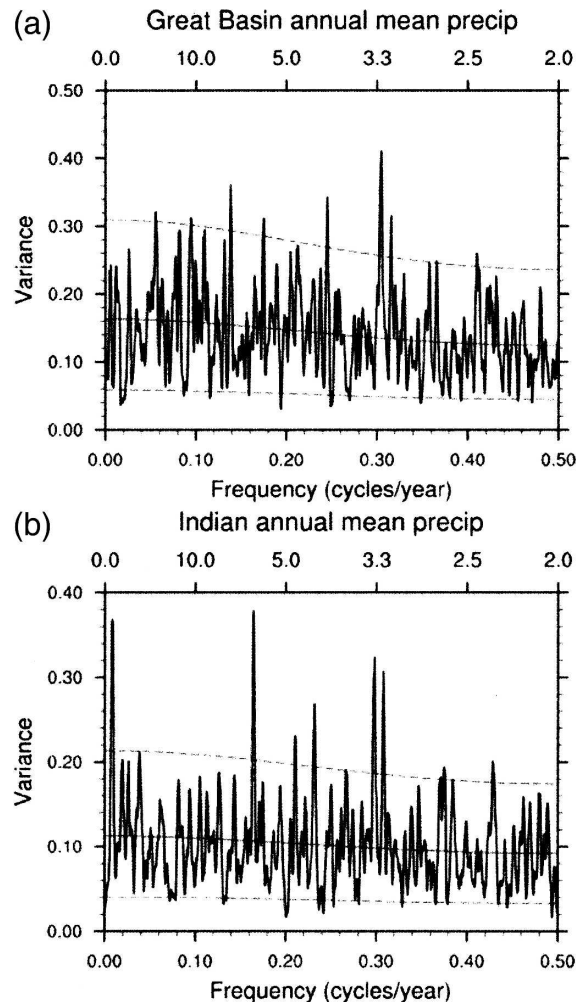 (a)
Great Basin annual mean precip
0.0 10.0 5.0 3.3 2.5 2.0
0.50
0.40
0.30
0.20
0.10
0.00
Variance
0.00 0.10 0.20 0.30 0.40 0.50
Frequency (cycles/year)
(b)
Indian annual mean precip
0.0 10.0 5.0 3.3 2.5 2.0
0.40
0.30
0.20
0.10
0.00
Variance
0.00 0.10 0.20 0.30 0.40 0.50
Frequency (cycles/year)